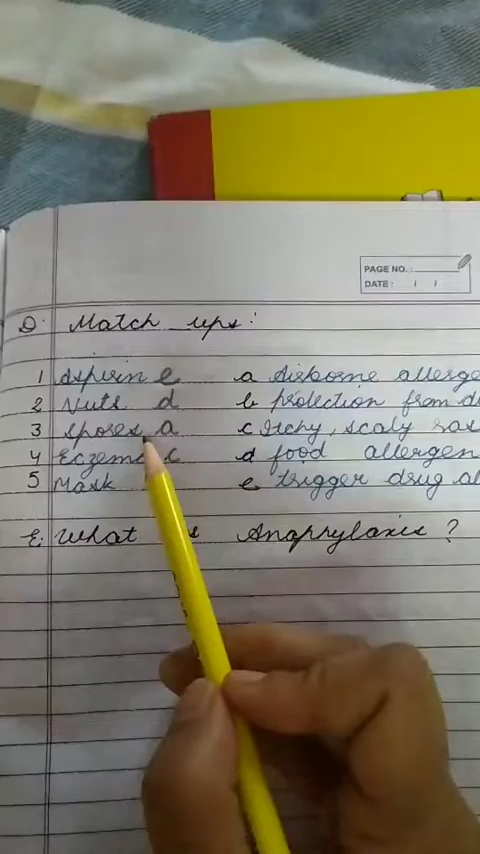 PAGE NO.:
DATE: / /
D. Match ups:
1 Aspirin e a Airborne allerge
2 Nuts d b protection from d
3 Spores a c Itchy, scaly ras
4 Eczema c d food allergen
5 Mask e trigger drug al
E. What s Anaphylaxis ?